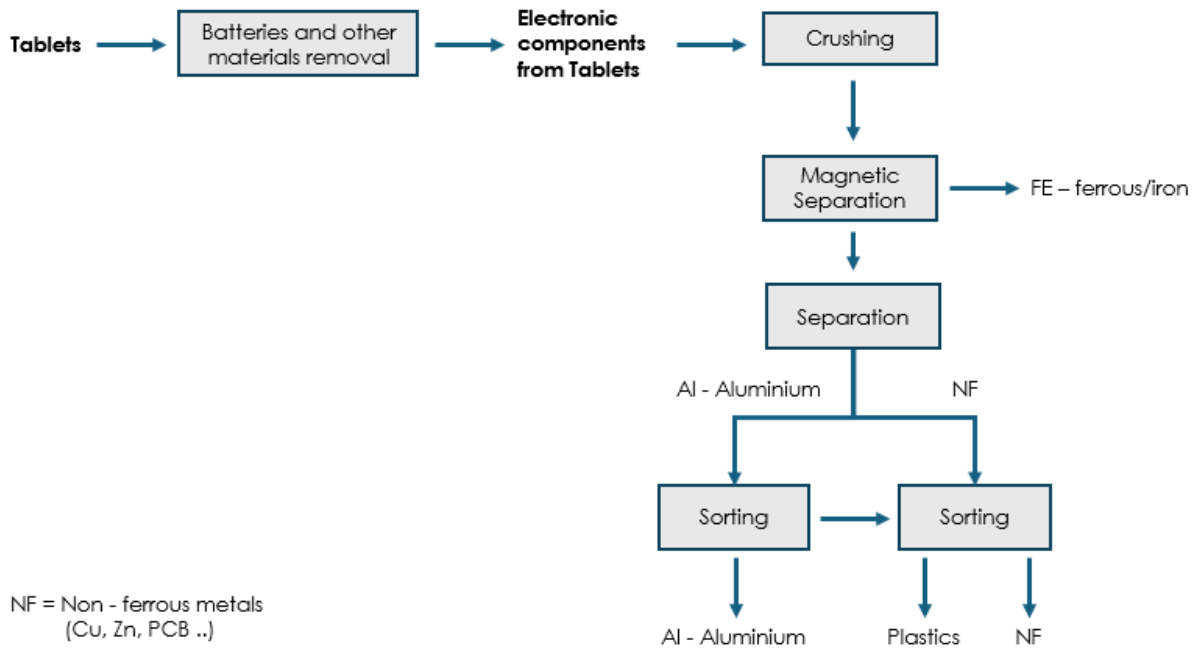 Tablets
Batteries and other
materials removal
Electronic
components
from Tablets
Crushing
Magnetic
Separation
FE – ferrous/iron
Separation
Al - Aluminium
NF
Sorting
Sorting
NF = Non - ferrous metals
(Cu, Zn, PCB ..)
Al - Aluminium
Plastics
NF